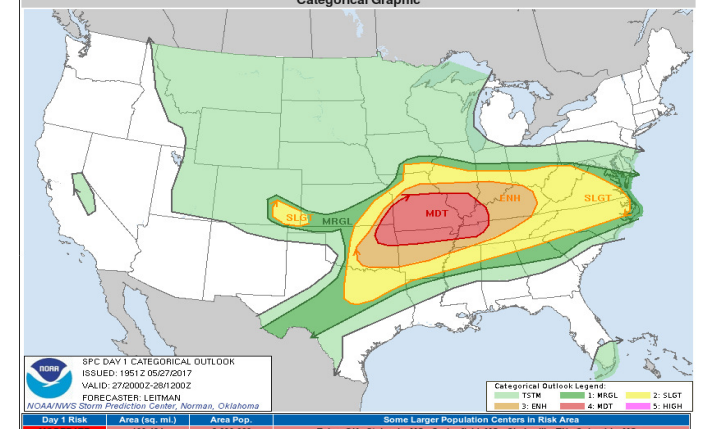 Categorical Graphic
SLGT
MRGL
MDT
ENH
SLGT
NOAA
SPC DAY 1 CATEGORICAL OUTLOOK
ISSUED: 1951Z 05/27/2017
VALID: 27/2000Z-28/1200Z
FORECASTER: LEITMAN
NOAA/NWS Storm Prediction Center, Norman, Oklahoma
Categorical Outlook Legend:
TSTM 1: MRGL 2: SLGT
3: ENH 4: MDT 5: HIGH
Day 1 Risk Area (sq. mi.) Area Pop. Some Larger Population Centers in Risk Area